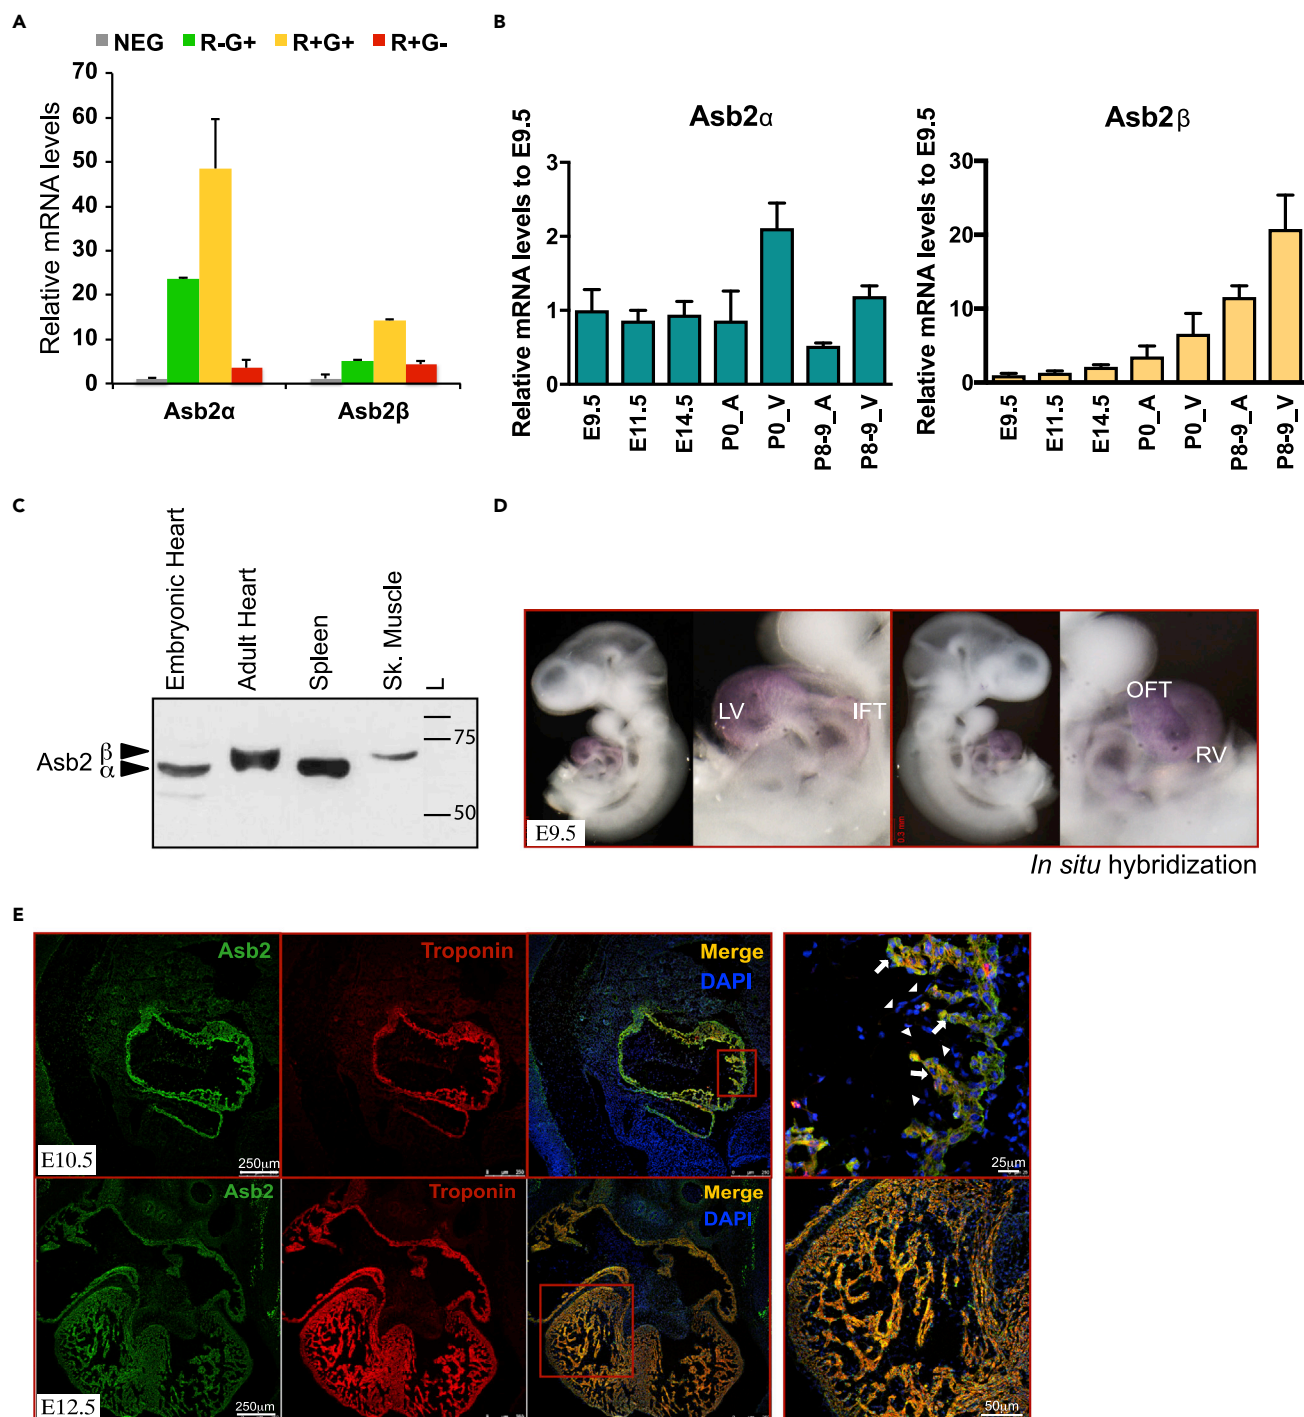 A
NEG R-G+ R+G+ R+G-
Relative mRNA levels
70
60
50
40
30
20
10
0
Asb2α Asb2β
B
Asb2α
Relative mRNA levels to E9.5
3
2
1
0
E9.5 E11.5 E14.5 P0_A P0_V P8-9_A P8-9_V
Asb2β
Relative mRNA levels to E9.5
30
20
10
0
E9.5 E11.5 E14.5 P0_A P0_V P8-9_A P8-9_V
C
Embryonic Heart Adult Heart Spleen Sk. Muscle L
Asb2 β
α
75
50
D
LV IFT OFT RV
E9.5
0.3 mm
In situ hybridization
E
Asb2 Troponin Merge
DAPI
E10.5 250μm 25μm
Asb2 Troponin Merge
DAPI
E12.5 250μm 50μm